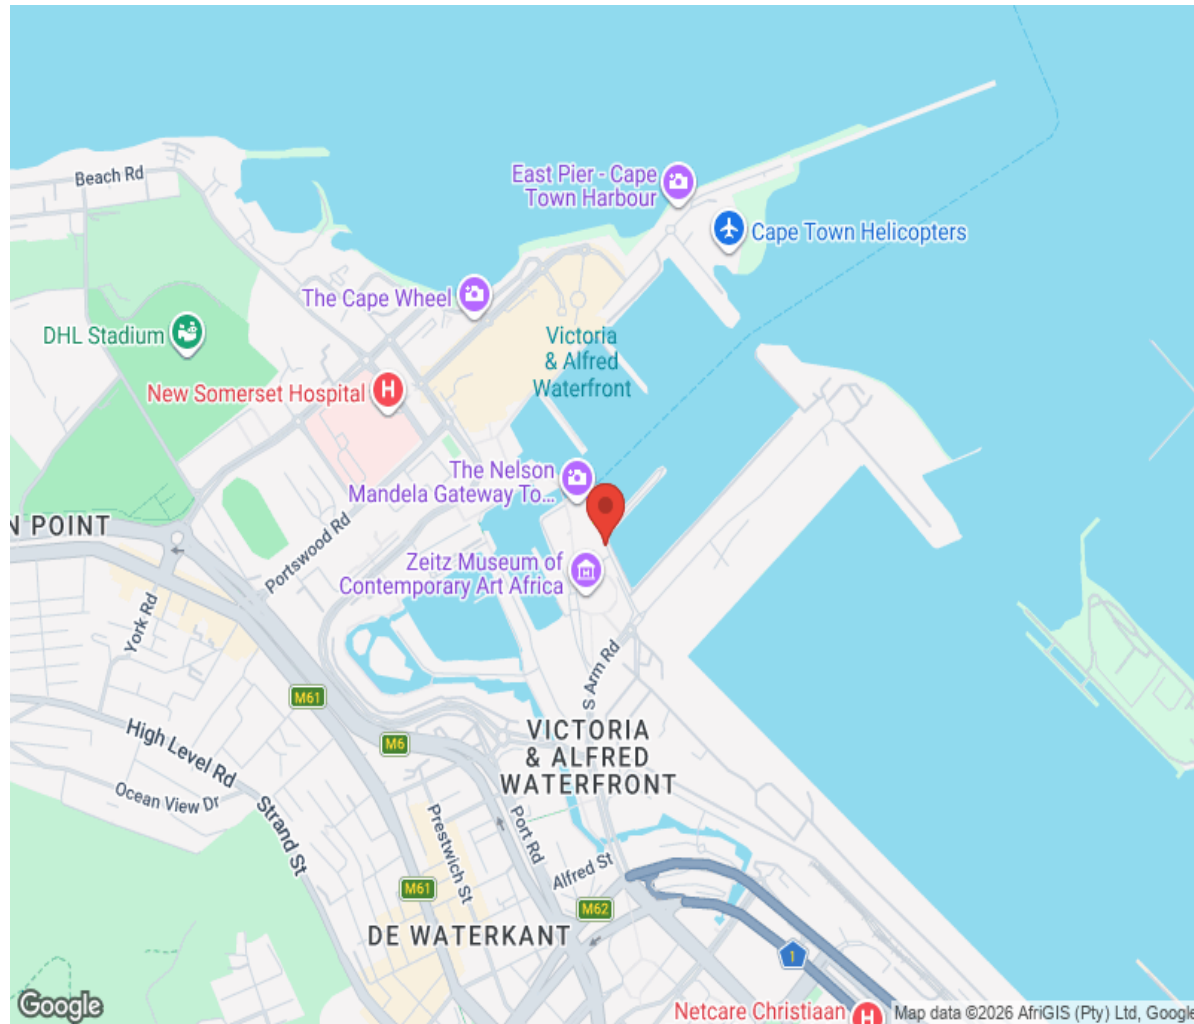 Beach Rd
East Pier - Cape
Town Harbour
Cape Town Helicopters
The Cape Wheel
DHL Stadium
Victoria
& Alfred
Waterfront
New Somerset Hospital
The Nelson
Mandela Gateway To...
N POINT
Portswood Rd
Zeitz Museum of
Contemporary Art Africa
York Rd
S Arm Rd
M61
High Level Rd
M6
VICTORIA
& ALFRED
WATERFRONT
Ocean View Dr
Strand St
Prestwich St
Port Rd
Alfred St
M61
M62
DE WATERKANT
1
Google
Netcare Christiaan
Map data ©2026 AfriGIS (Pty) Ltd, Google